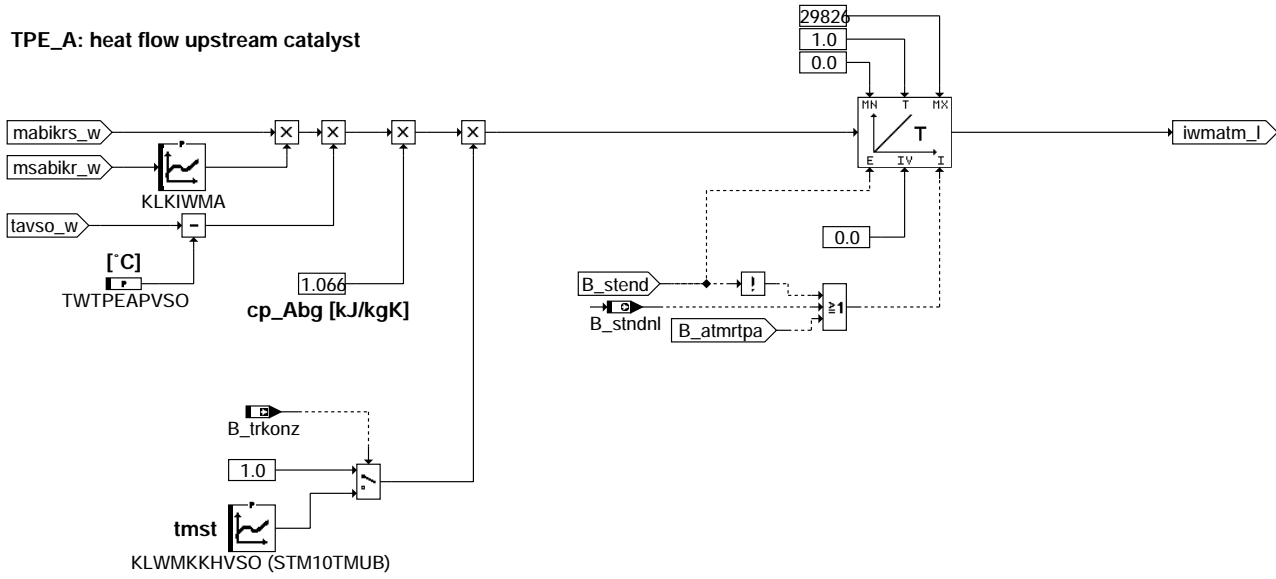 29826
TPE_A: heat flow upstream catalyst
1.0
0.0
MN T MX
mabikrs_w
T
iwmatm_l
P
msabikr_w
E IV I
KLKIWMA
tavso_w
0.0
[°C]
P
1.066
B_stend
!
TWTPEAPVSO
cp_Abg [kJ/kgK]
≥1
B_stndnl
B_atmrtpa
B_trkonz
1.0
P
tmst
KLWMKKHVSO (STM10TMUB)